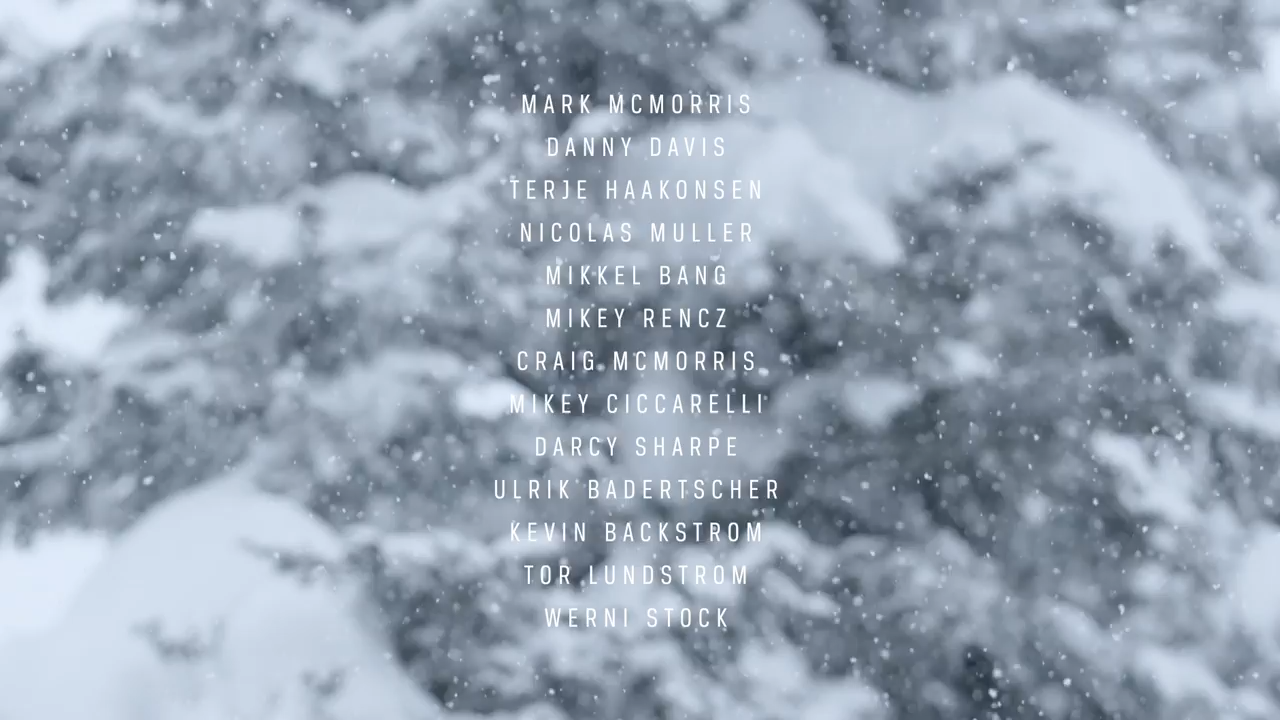 MARK MCMORRIS
DANNY DAVIS
TERJE HAAKONSEN
NICOLAS MULLER
MIKKEL BANG
MIKEY RENCZ
CRAIG MCMORRIS
MIKEY CICCARELLI
DARCY SHARPE
ULRIK BADERTSCHER
KEVIN BACKSTROM
TOR LUNDSTROM
WERNI STOCK